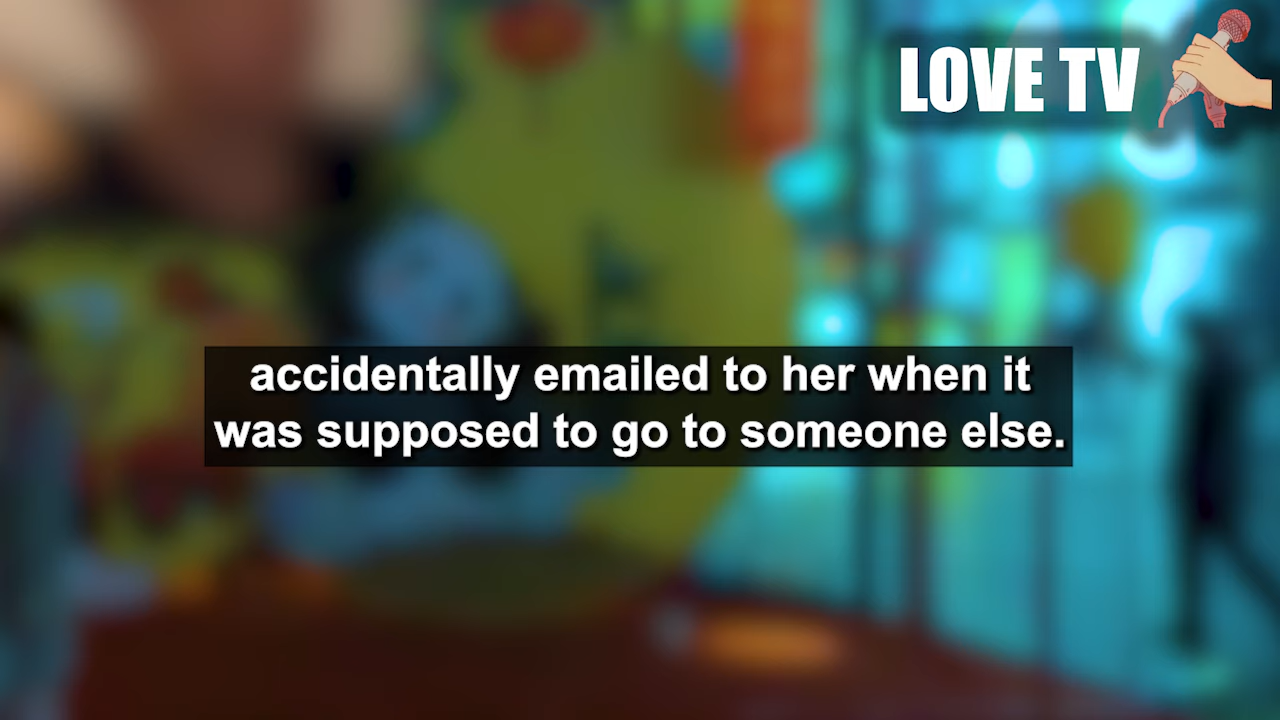 LOVE TV
accidentally emailed to her when it
was supposed to go to someone else.